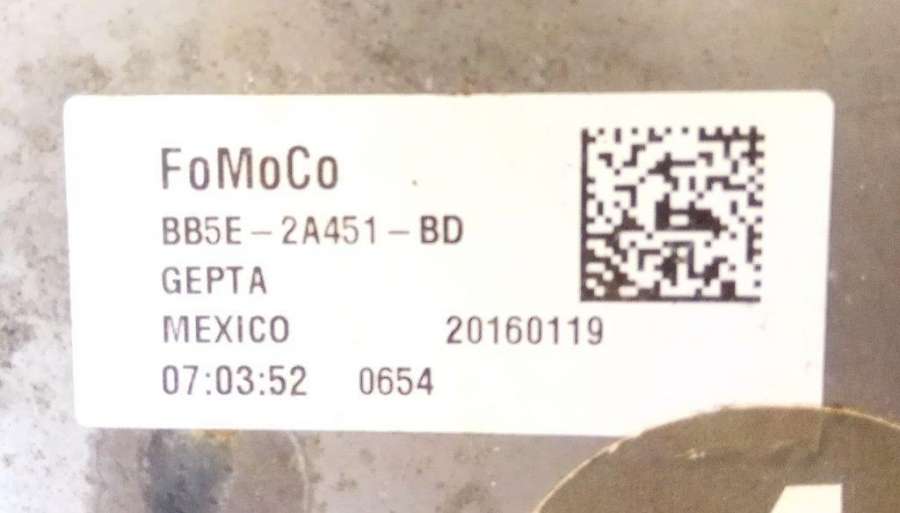 FoMoCo
BB5E-2A451-BD
GEPTA
MEXICO 20160119
07:03:52 0654